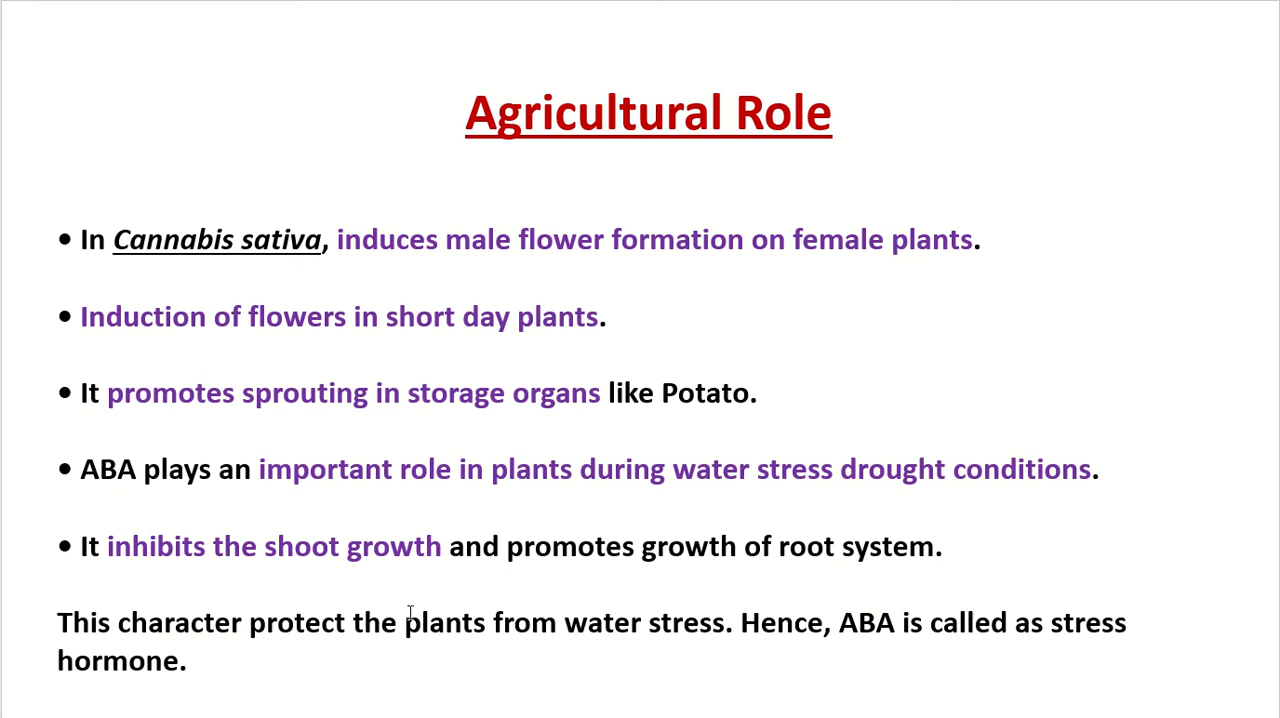 Agricultural Role
• In Cannabis sativa, induces male flower formation on female plants.
• Induction of flowers in short day plants.
• It promotes sprouting in storage organs like Potato.
• ABA plays an important role in plants during water stress drought conditions.
• It inhibits the shoot growth and promotes growth of root system.
This character protect the plants from water stress. Hence, ABA is called as stress
hormone.